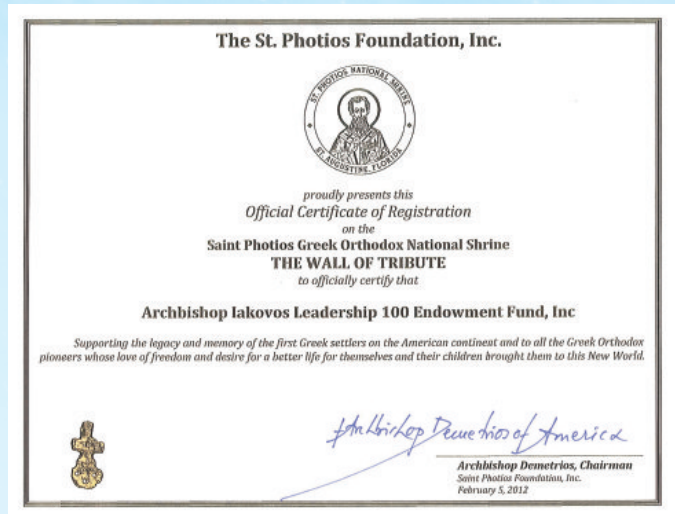 The St. Photios Foundation, Inc.
ST. PHOTIOS NATIONAL SHRINE
ST. AUGUSTINE, FLORIDA
proudly presents this
Official Certificate of Registration
on the
Saint Photios Greek Orthodox National Shrine
THE WALL OF TRIBUTE
to officially certify that
Archbishop Iakovos Leadership 100 Endowment Fund, Inc
Supporting the legacy and memory of the first Greek settlers on the American continent and to all the Greek Orthodox
pioneers whose love of freedom and desire for a better life for themselves and their children brought them to this New World.
†Archbishop Demetrios of America
Archbishop Demetrios, Chairman
Saint Photios Foundation, Inc.
February 5, 2012